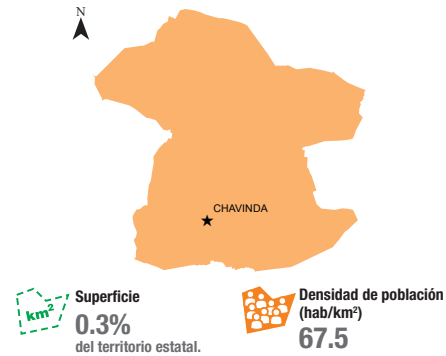 N
CHAVINDA
km²
Superficie
0.3%
del territorio estatal.
Densidad de población
(hab/km²)
67.5